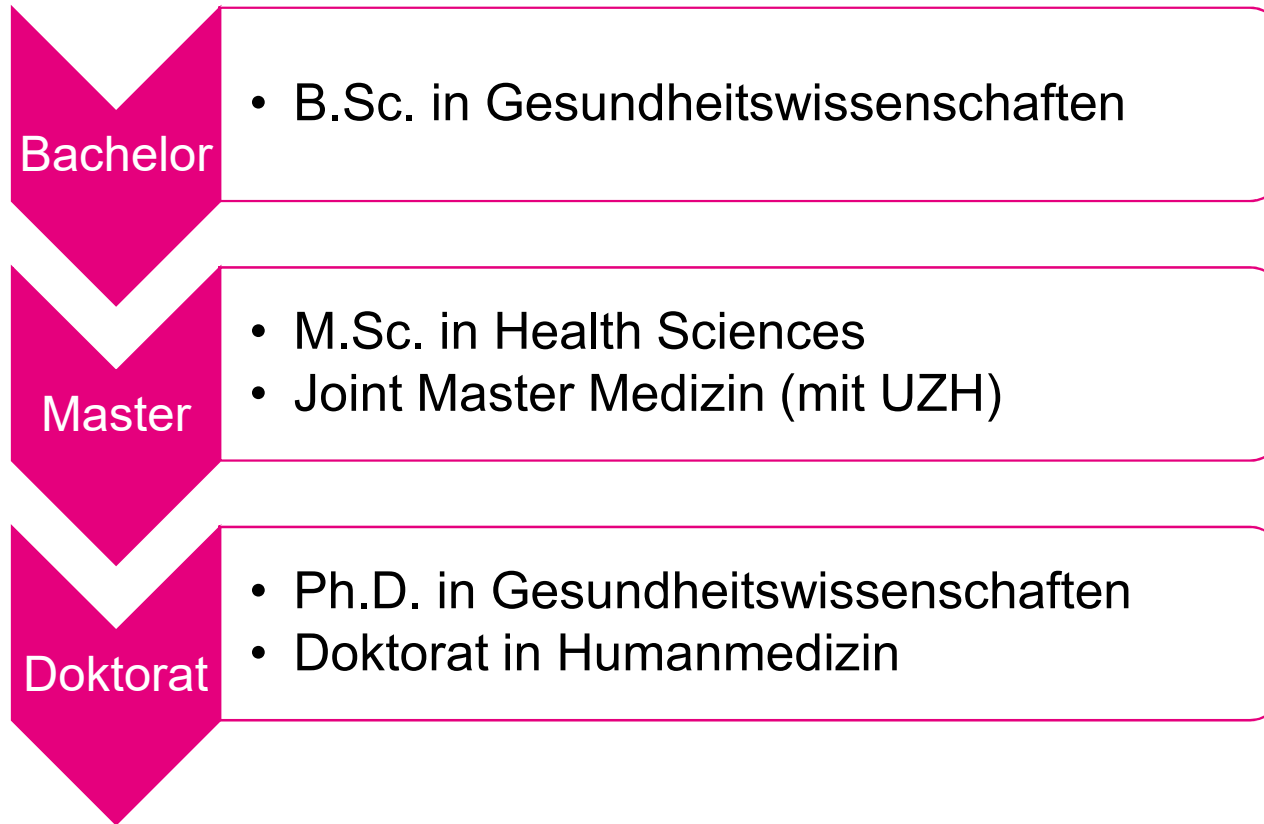 Bachelor
• B.Sc. in Gesundheitswissenschaften
Master
• M.Sc. in Health Sciences
• Joint Master Medizin (mit UZH)
Doktorat
• Ph.D. in Gesundheitswissenschaften
• Doktorat in Humanmedizin